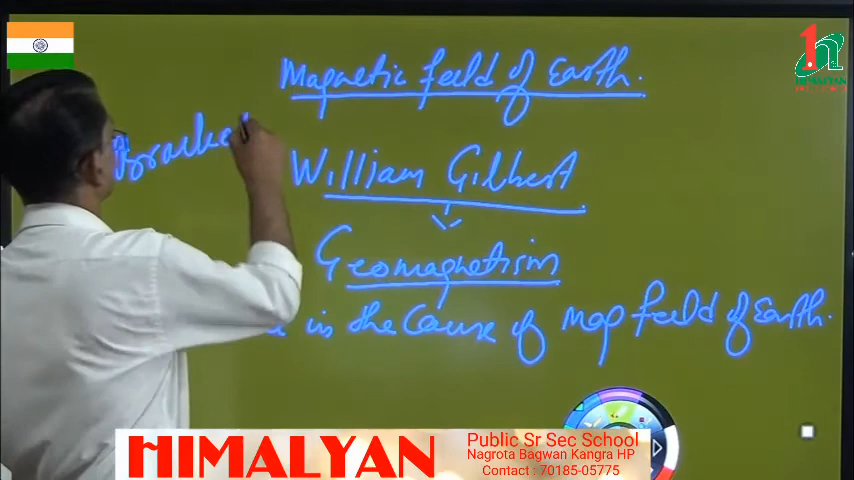 Magnetic field of Earth.
William Gilbert
Geomagnetism
is the Cause of Mag field of Earth.
HIMALYAN
HIMALYAN
Public Sr Sec School
Nagrota Bagwan Kangra HP
Contact : 70185-05775